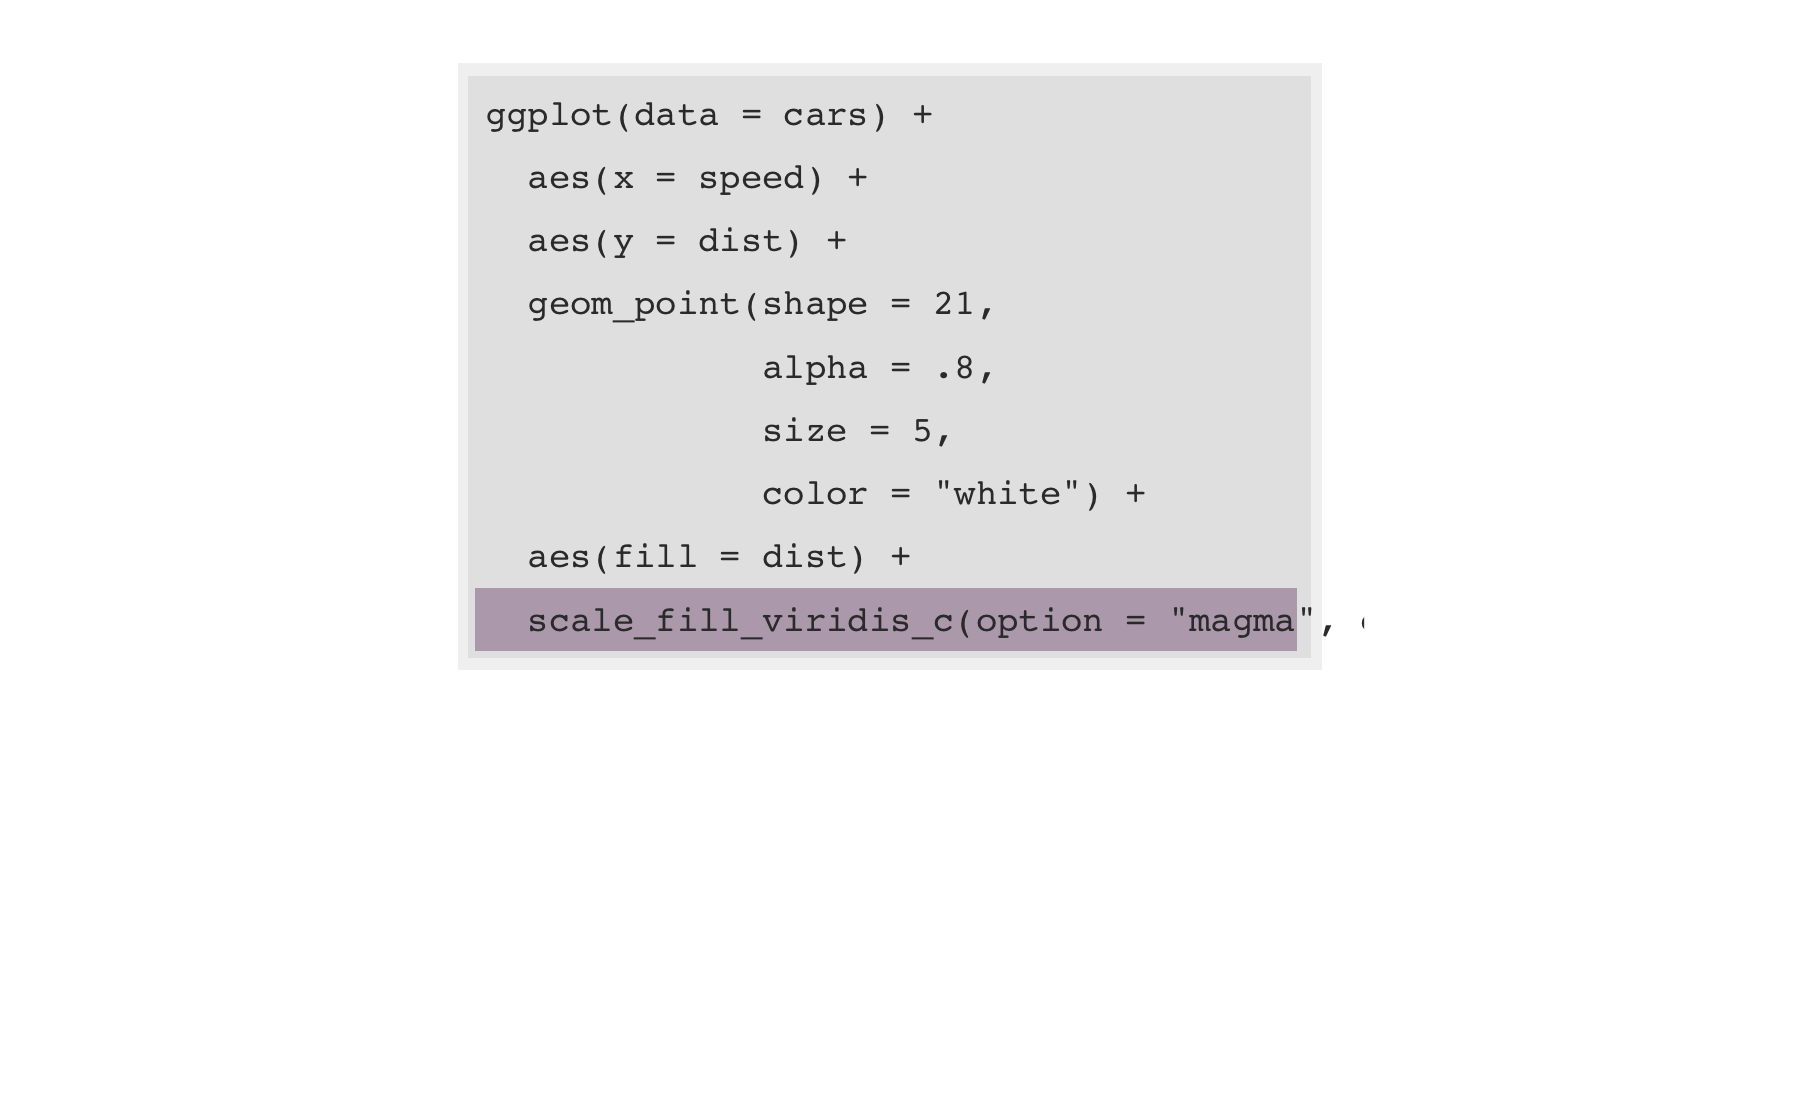 ggplot(data = cars) +
  aes(x = speed) +
  aes(y = dist) +
  geom_point(shape = 21,
             alpha = .8,
             size = 5,
             color = "white") +
  aes(fill = dist) +
  scale_fill_viridis_c(option = "magma",